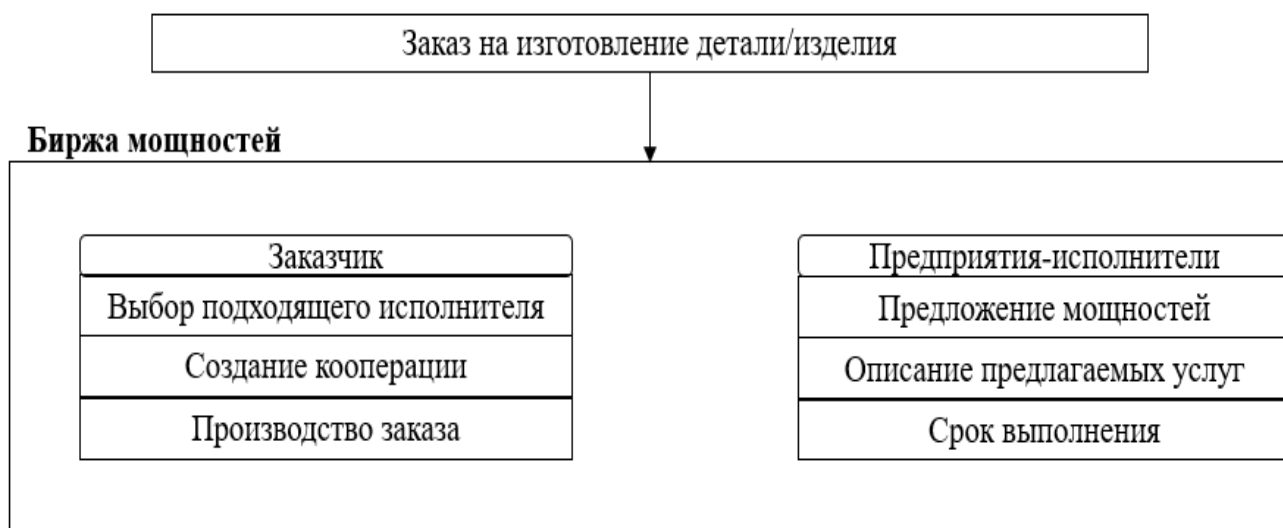 Заказ на изготовление детали/изделия
Биржа мощностей
Заказчик
Выбор подходящего исполнителя
Создание кооперации
Производство заказа
Предприятия-исполнители
Предложение мощностей
Описание предлагаемых услуг
Срок выполнения